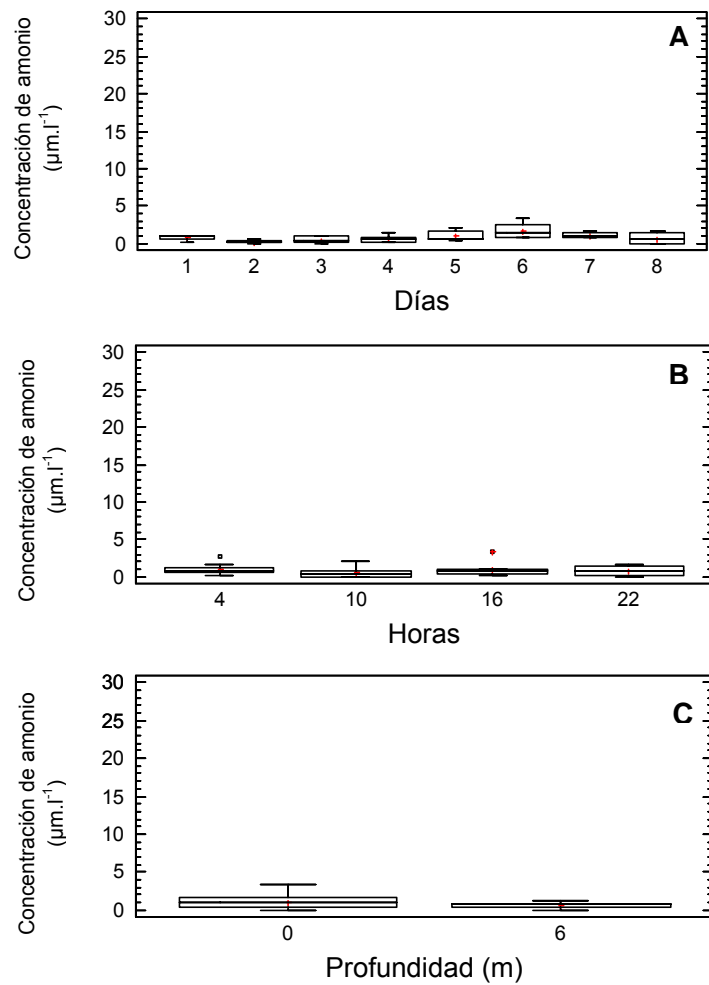 A
Concentración de amonio
(µm.l-1)
30
25
20
15
10
5
0
1 2 3 4 5 6 7 8
Días
B
Concentración de amonio
(µm.l-1)
30
25
20
15
10
5
0
4 10 16 22
Horas
C
Concentración de amonio
(µm.l-1)
30
25
20
15
10
5
0
0 6
Profundidad (m)